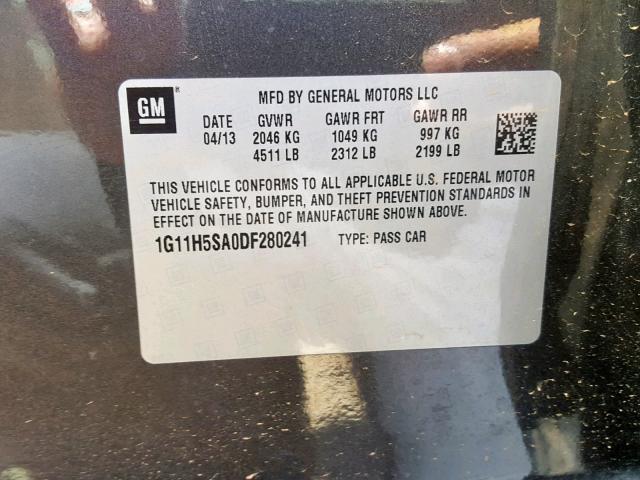 GM
MFD BY GENERAL MOTORS LLC
DATE GVWR GAWR FRT GAWR RR
04/13 2046 KG 1049 KG 997 KG
4511 LB 2312 LB 2199 LB
THIS VEHICLE CONFORMS TO ALL APPLICABLE U.S. FEDERAL MOTOR
VEHICLE SAFETY, BUMPER, AND THEFT PREVENTION STANDARDS IN
EFFECT ON THE DATE OF MANUFACTURE SHOWN ABOVE.
1G11H5SA0DF280241 TYPE: PASS CAR